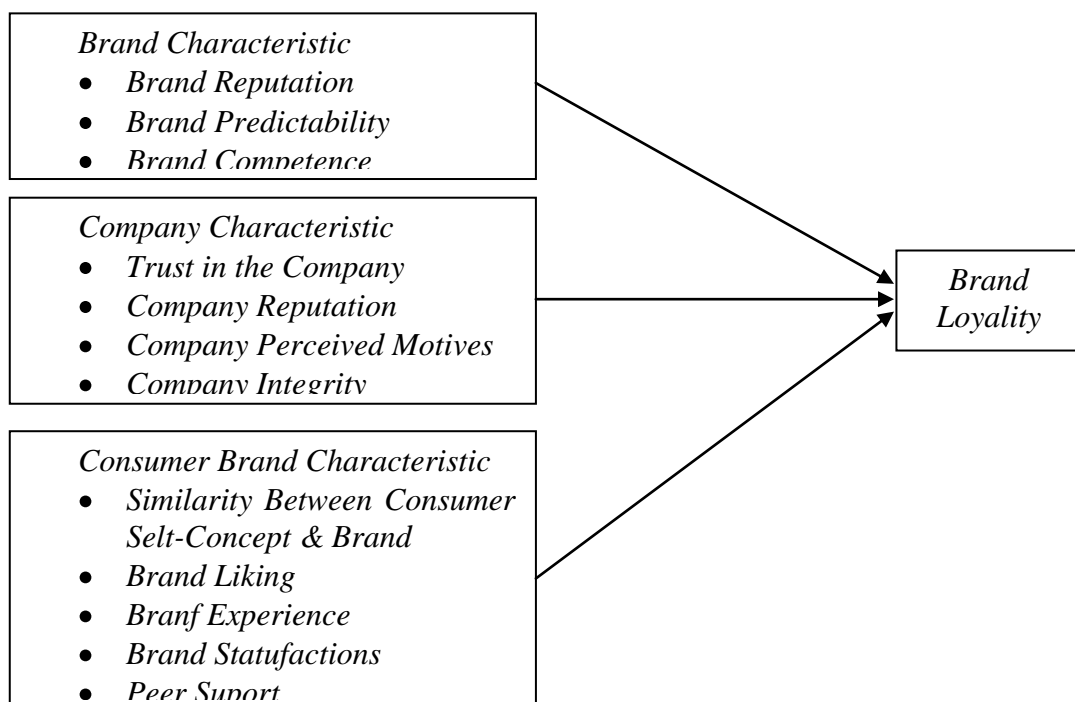 Brand Characteristic
• Brand Reputation
• Brand Predictability
• Brand Competence
Company Characteristic
• Trust in the Company
• Company Reputation
• Company Perceived Motives
• Company Integrity
Consumer Brand Characteristic
• Similarity Between Consumer
Selt-Concept & Brand
• Brand Liking
• Branf Experience
• Brand Statufactions
• Peer Suport
Brand
Loyality